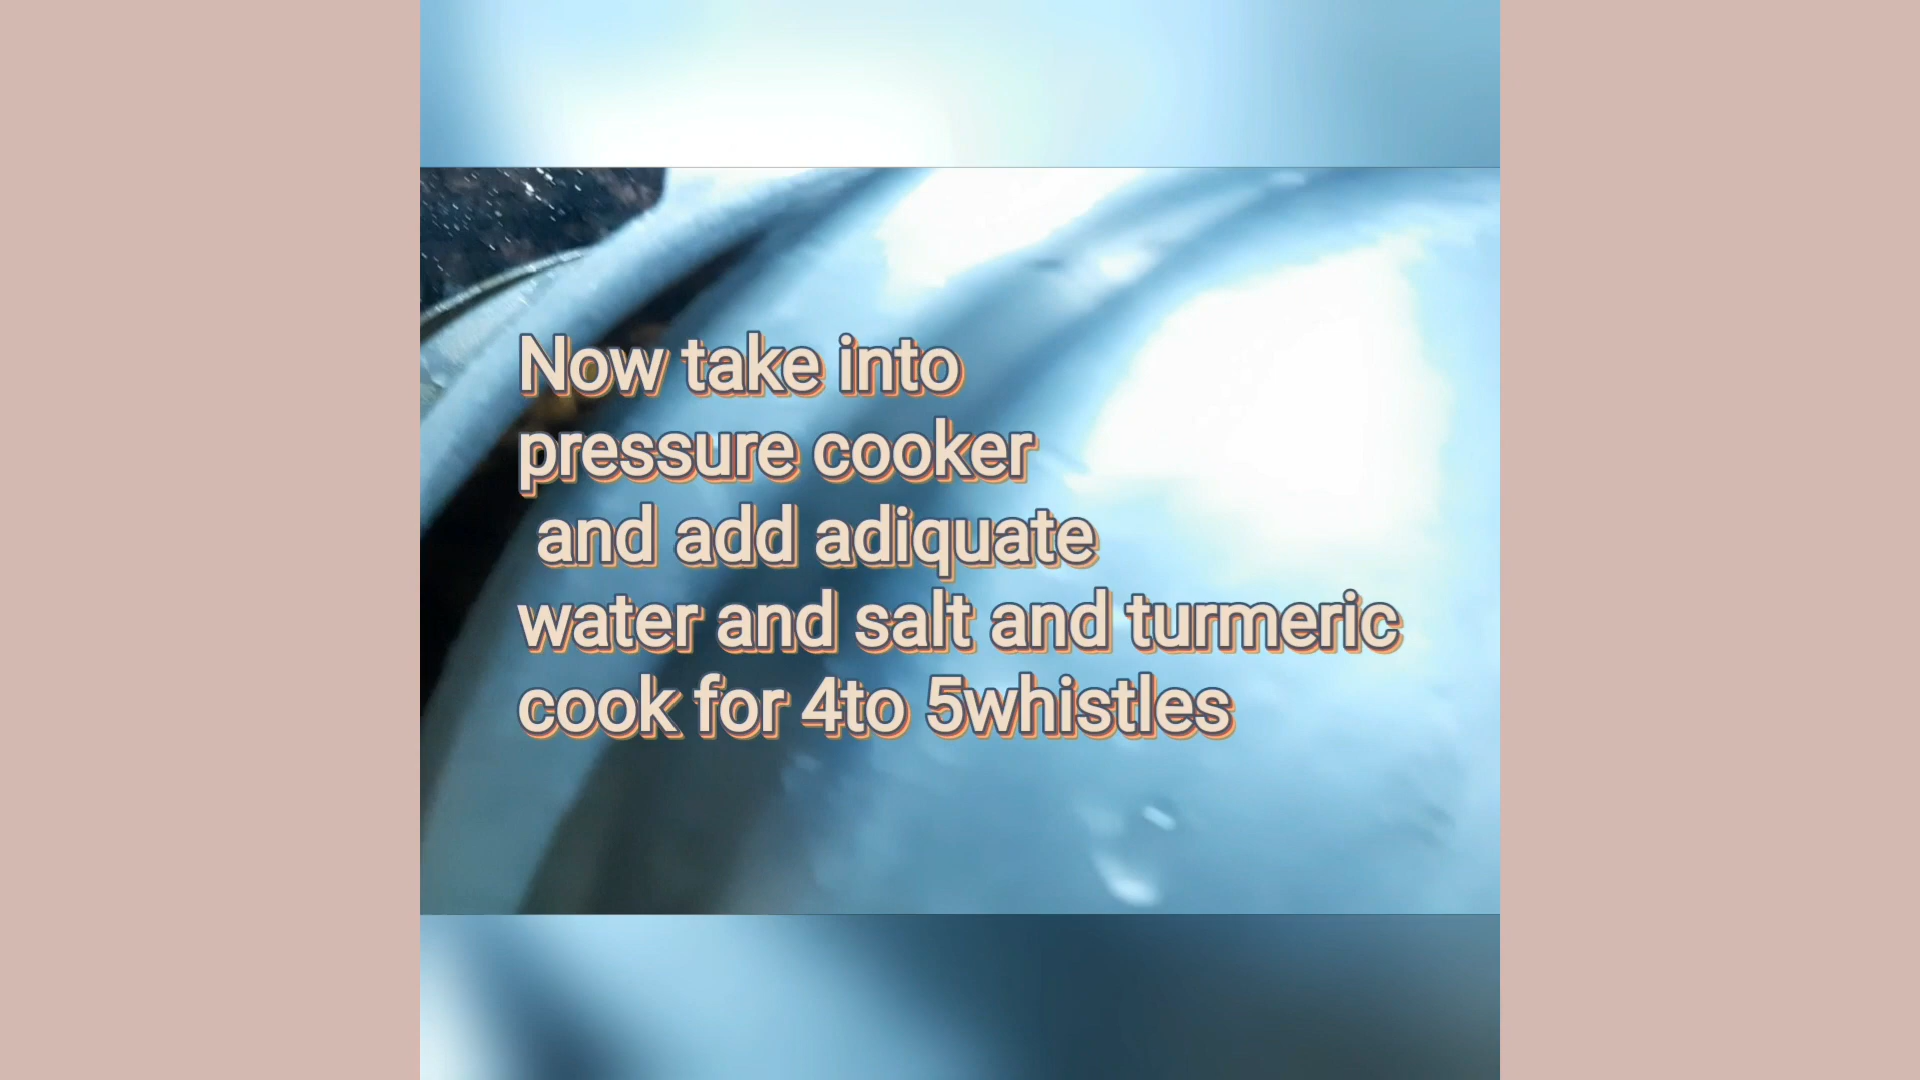 Now take into
pressure cooker
and add adiquate
water and salt and turmeric
cook for 4to 5whistles